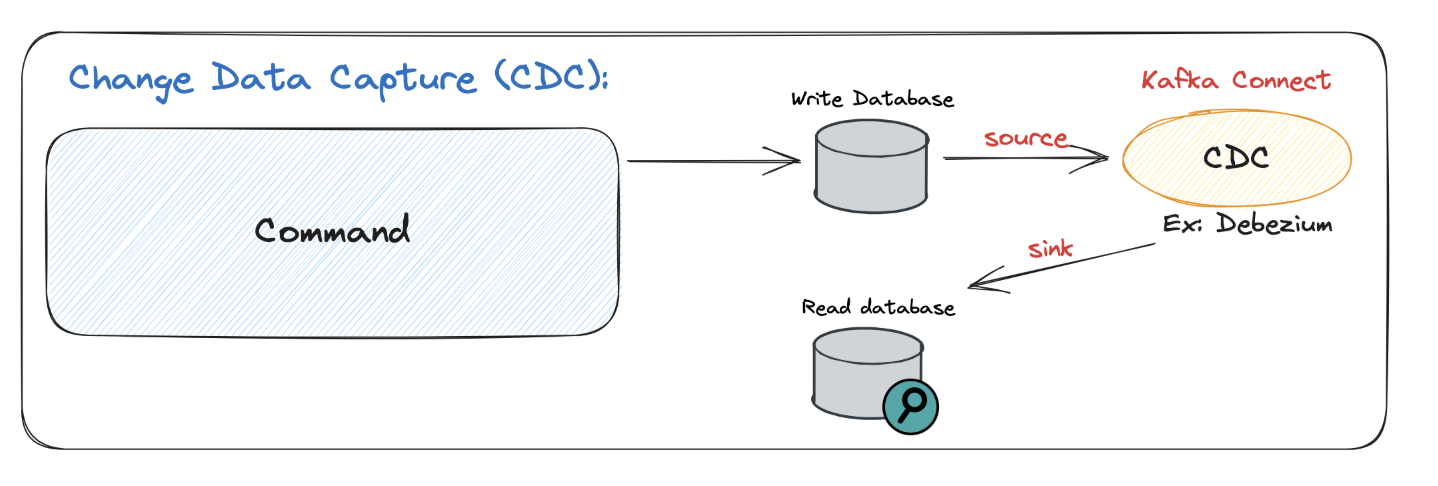 Change Data Capture (CDC):
Command
Write Database
source
Kafka Connect
CDC
Ex: Debezium
sink
Read database